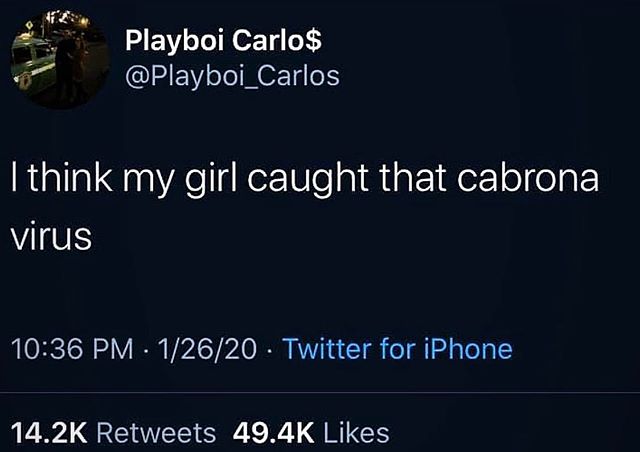 Playboi Carlo$
@Playboi_Carlos
I think my girl caught that cabrona
virus
10:36 PM · 1/26/20 · Twitter for iPhone
14.2K Retweets 49.4K Likes